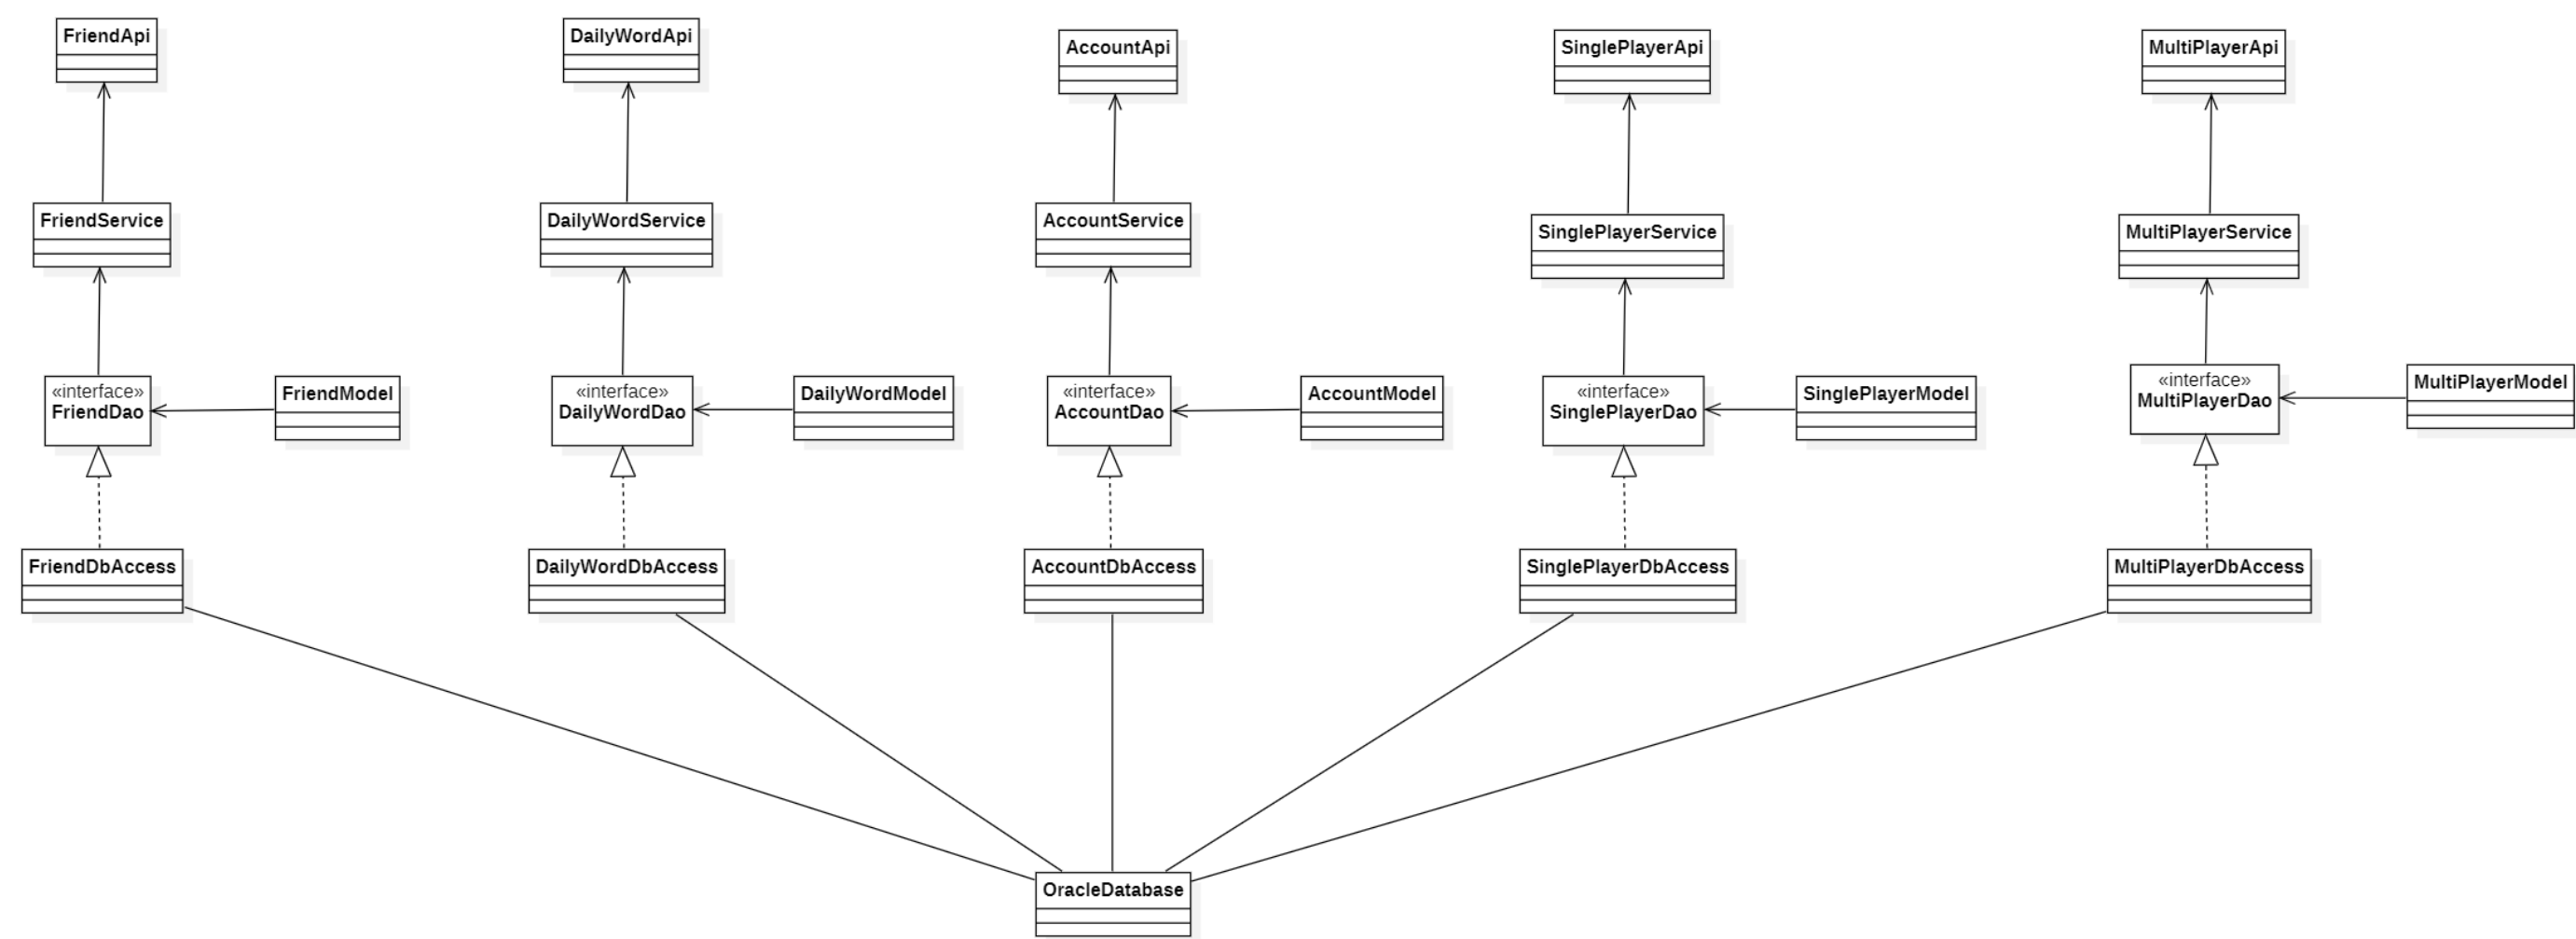 FriendApi
DailyWordApi
AccountApi
SinglePlayerApi
MultiPlayerApi
FriendService
DailyWordService
AccountService
SinglePlayerService
MultiPlayerService
«interface»
FriendDao
FriendModel
«interface»
DailyWordDao
DailyWordModel
«interface»
AccountDao
AccountModel
«interface»
SinglePlayerDao
SinglePlayerModel
«interface»
MultiPlayerDao
MultiPlayerModel
FriendDbAccess
DailyWordDbAccess
AccountDbAccess
SinglePlayerDbAccess
MultiPlayerDbAccess
OracleDatabase